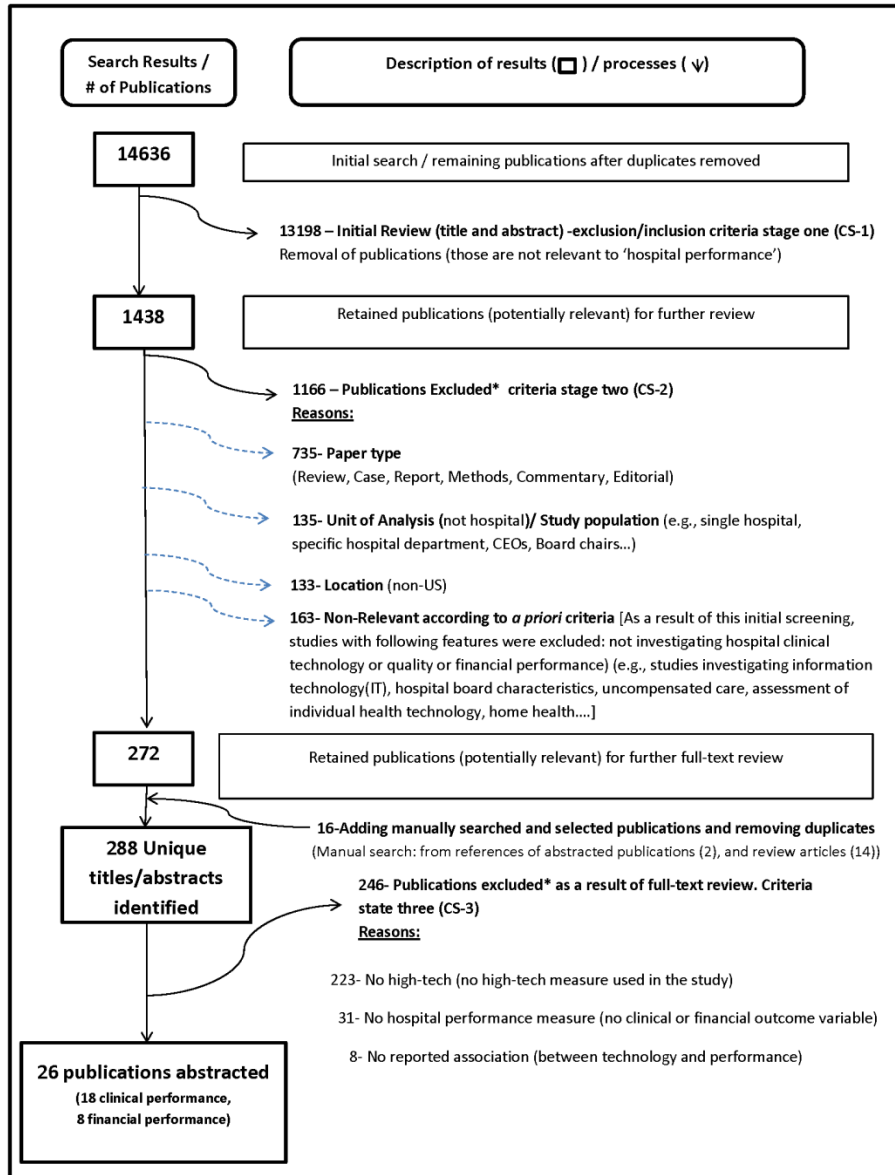 Search Results /
# of Publications
Description of results ( ) / processes ( ↓)
14636
Initial search / remaining publications after duplicates removed
13198 – Initial Review (title and abstract) -exclusion/inclusion criteria stage one (CS-1)
Removal of publications (those are not relevant to ‘hospital performance’)
1438
Retained publications (potentially relevant) for further review
1166 – Publications Excluded* criteria stage two (CS-2)
Reasons:
735- Paper type
(Review, Case, Report, Methods, Commentary, Editorial)
135- Unit of Analysis (not hospital)/ Study population (e.g., single hospital,
specific hospital department, CEOs, Board chairs...)
133- Location (non-US)
163- Non-Relevant according to a priori criteria [As a result of this initial screening,
studies with following features were excluded: not investigating hospital clinical
technology or quality or financial performance) (e.g., studies investigating information
technology(IT), hospital board characteristics, uncompensated care, assessment of
individual health technology, home health....]
272
Retained publications (potentially relevant) for further full-text review
16-Adding manually searched and selected publications and removing duplicates
(Manual search: from references of abstracted publications (2), and review articles (14))
288 Unique
titles/abstracts
identified
246- Publications excluded* as a result of full-text review. Criteria
state three (CS-3)
Reasons:
223- No high-tech (no high-tech measure used in the study)
31- No hospital performance measure (no clinical or financial outcome variable)
8- No reported association (between technology and performance)
26 publications abstracted
(18 clinical performance,
8 financial performance)